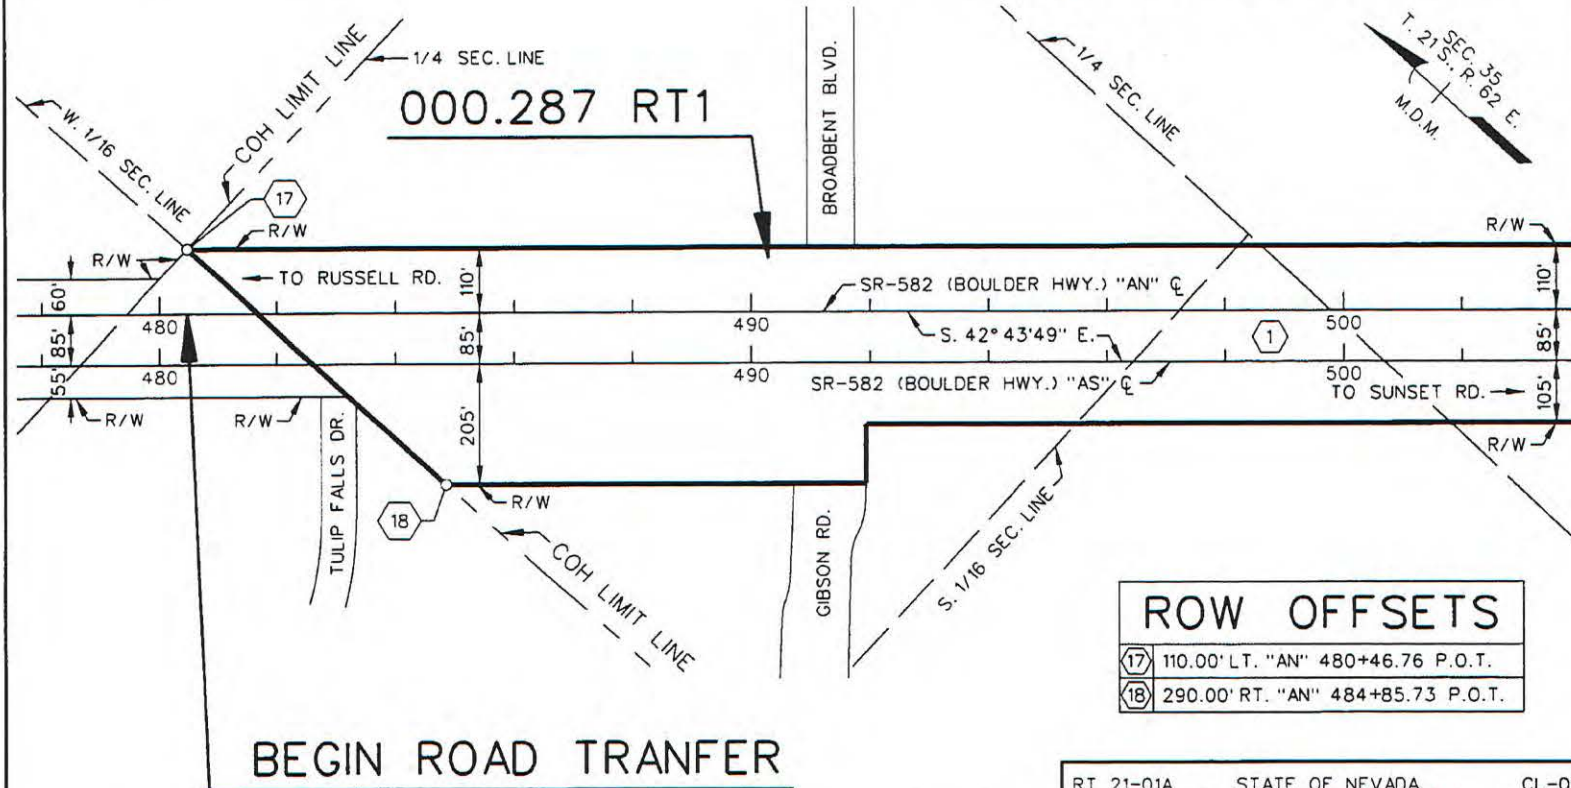 1/4 SEC. LINE
COH LIMIT LINE
000.287 RT1
W. 1/16 SEC. LINE
BROADBENT BLVD.
1/4 SEC. LINE
SEC. 35
T. 21 S., R. 62 E.
M.D.M.
17
R/W
R/W
R/W
TO RUSSELL RD.
60'
110'
SR-582 (BOULDER HWY.) "AN" ℄
110'
480
490
500
85'
85'
S. 42° 43'49" E.
1
85'
480
490
SR-582 (BOULDER HWY.) "AS" ℄
500
TO SUNSET RD.
55'
105'
R/W
R/W
205'
R/W
TULIP FALLS DR.
18
R/W
COH LIMIT LINE
GIBSON RD.
S. 1/16 SEC. LINE
ROW OFFSETS
17 110.00' LT. "AN" 480+46.76 P.O.T.
18 290.00' RT. "AN" 484+85.73 P.O.T.
BEGIN ROAD TRANFER
RT 21-01A STATE OF NEVADA CL-0